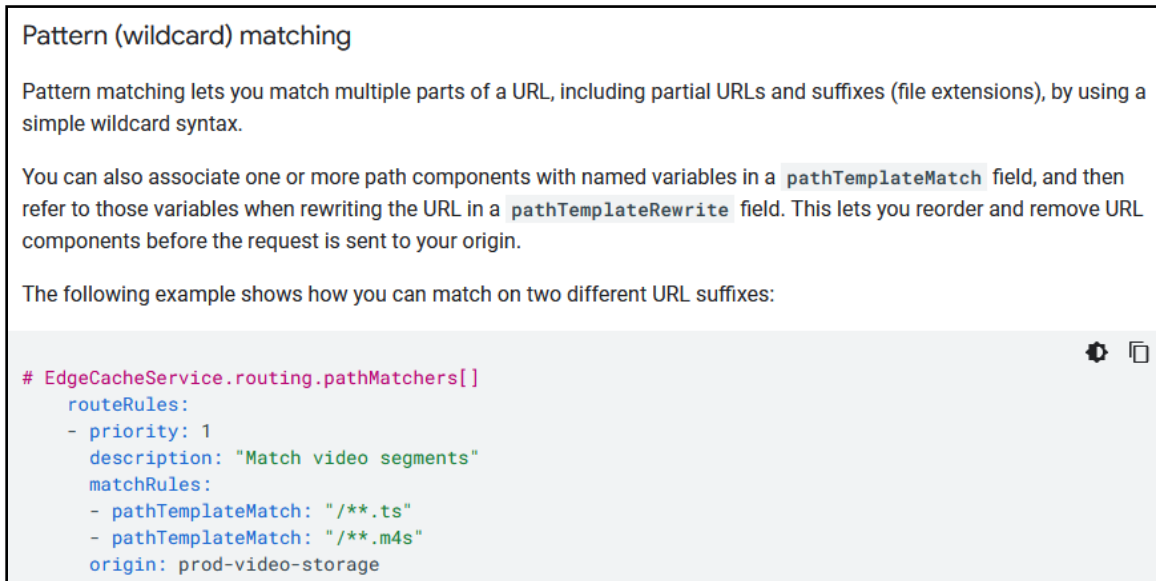 Pattern (wildcard) matching
Pattern matching lets you match multiple parts of a URL, including partial URLs and suffixes (file extensions), by using a
simple wildcard syntax.
You can also associate one or more path components with named variables in a pathTemplateMatch field, and then
refer to those variables when rewriting the URL in a pathTemplateRewrite field. This lets you reorder and remove URL
components before the request is sent to your origin.
The following example shows how you can match on two different URL suffixes:
# EdgeCacheService.routing.pathMatchers[]
    routeRules:
    - priority: 1
      description: "Match video segments"
      matchRules:
      - pathTemplateMatch: "/**.ts"
      - pathTemplateMatch: "/**.m4s"
      origin: prod-video-storage